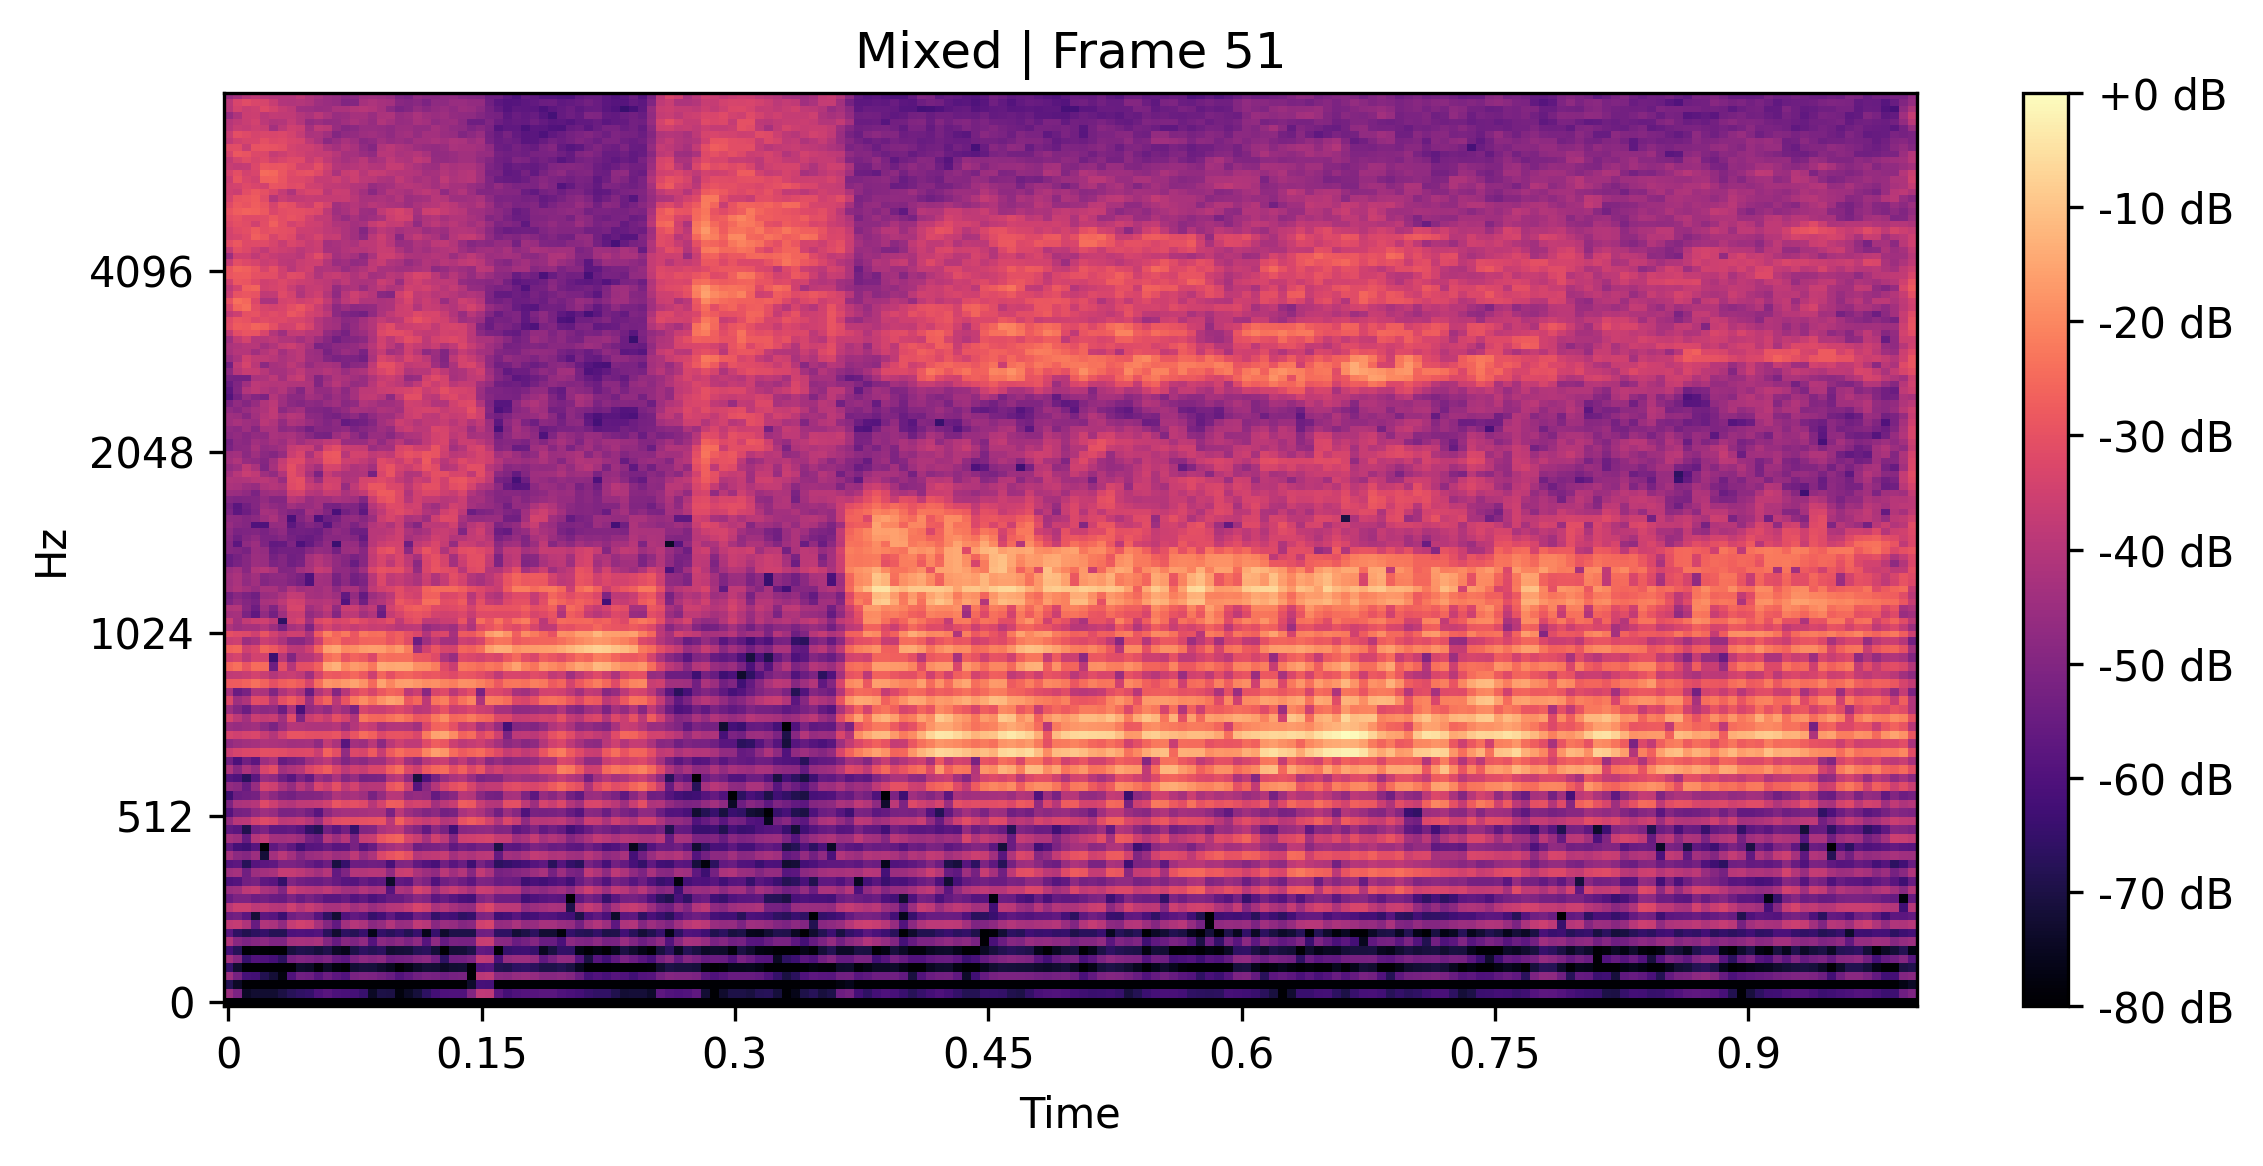 Mixed | Frame 51
Hz
4096
2048
1024
512
0
0 0.15 0.3 0.45 0.6 0.75 0.9
Time
+0 dB
-10 dB
-20 dB
-30 dB
-40 dB
-50 dB
-60 dB
-70 dB
-80 dB